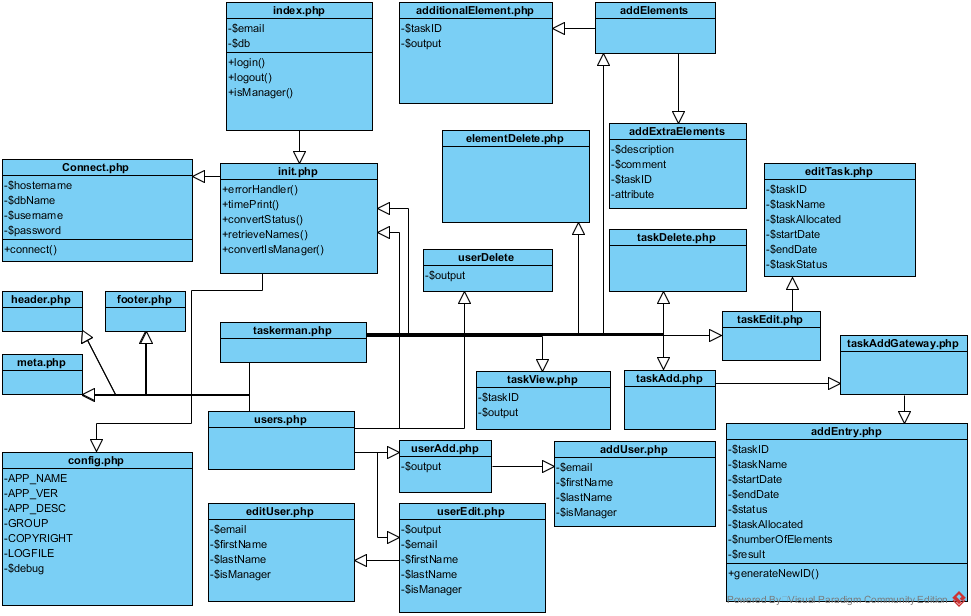 index.php
-$email
-$db
+login()
+logout()
+isManager()
additionalElement.php
-$taskID
-$output
addElements
elementDelete.php
addExtraElements
-$description
-$comment
-$taskID
-attribute
Connect.php
-$hostename
-$dbName
-$username
-$password
+connect()
init.php
+errorHandler()
+timePrint()
+convertStatus()
+retrieveNames()
+convertIsManager()
editTask.php
-$taskID
-$taskName
-$taskAllocated
-$startDate
-$endDate
-$taskStatus
taskDelete.php
userDelete
-$output
header.php
footer.php
taskerman.php
taskEdit.php
meta.php
taskView.php
-$taskID
-$output
taskAdd.php
taskAddGateway.php
users.php
userAdd.php
-$output
addUser.php
-$email
-$firstName
-$lastName
-$isManager
addEntry.php
-$taskID
-$taskName
-$startDate
-$endDate
-$status
-$taskAllocated
-$numberOfElements
-$result
+generateNewID()
config.php
-APP_NAME
-APP_VER
-APP_DESC
-GROUP
-COPYRIGHT
-LOGFILE
-$debug
editUser.php
-$email
-$firstName
-$lastName
-$isManager
userEdit.php
-$output
-$email
-$firstName
-$lastName
-$isManager
Powered By Visual Paradigm Community Edition